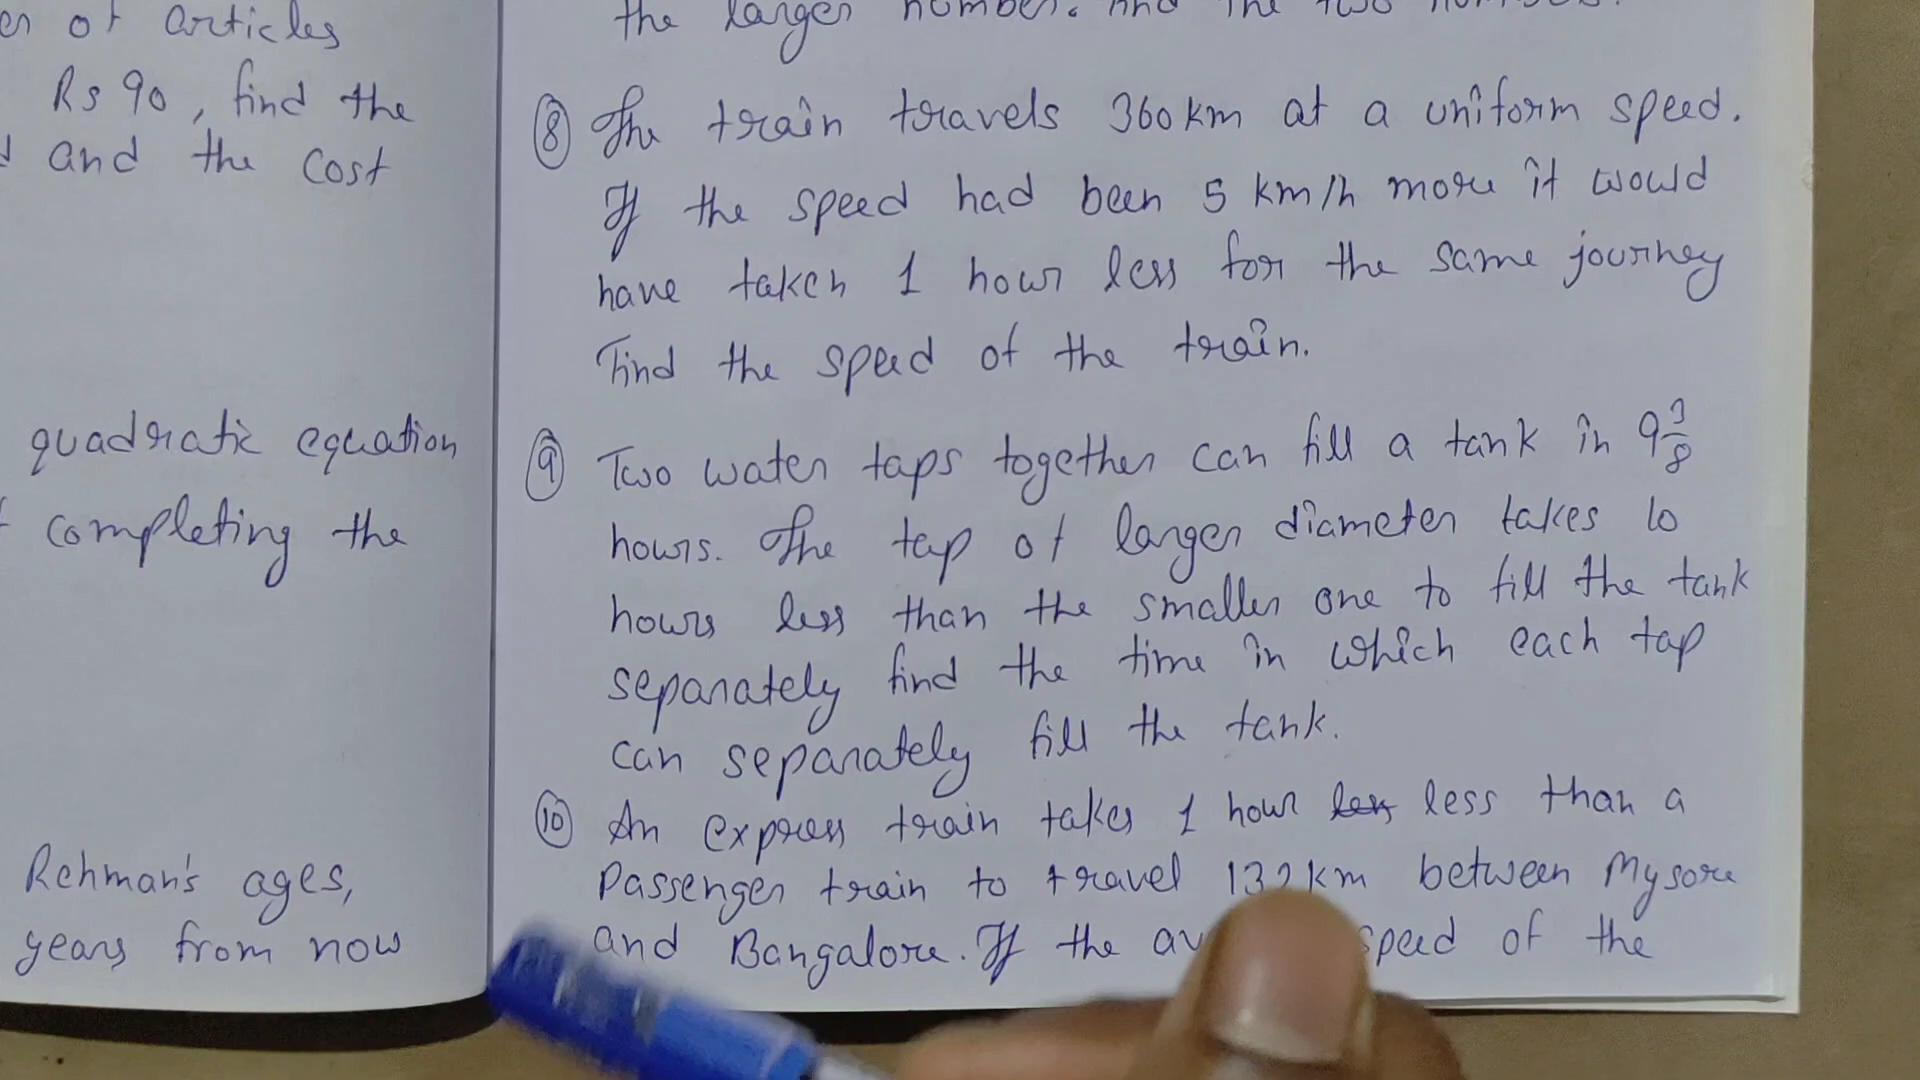 er of articles
Rs 90, find the
d and the cost
quadratic equation
completing the
Rehman's ages,
years from now
the larger number. Find the two numbers.
8 The train travels 360 km at a uniform speed.
If the speed had been 5 km/h more it would
have taken 1 hour less for the same journey
Find the speed of the train.
9 Two water taps together can fill a tank in 9 3/8
hours. The tap of larger diameter takes 10
hours less than the smaller one to fill the tank
separately find the time in which each tap
can separately fill the tank.
10 An express train takes 1 hour less than a
Passenger train to travel 132 km between Mysore
and Bangalore. If the speed of the